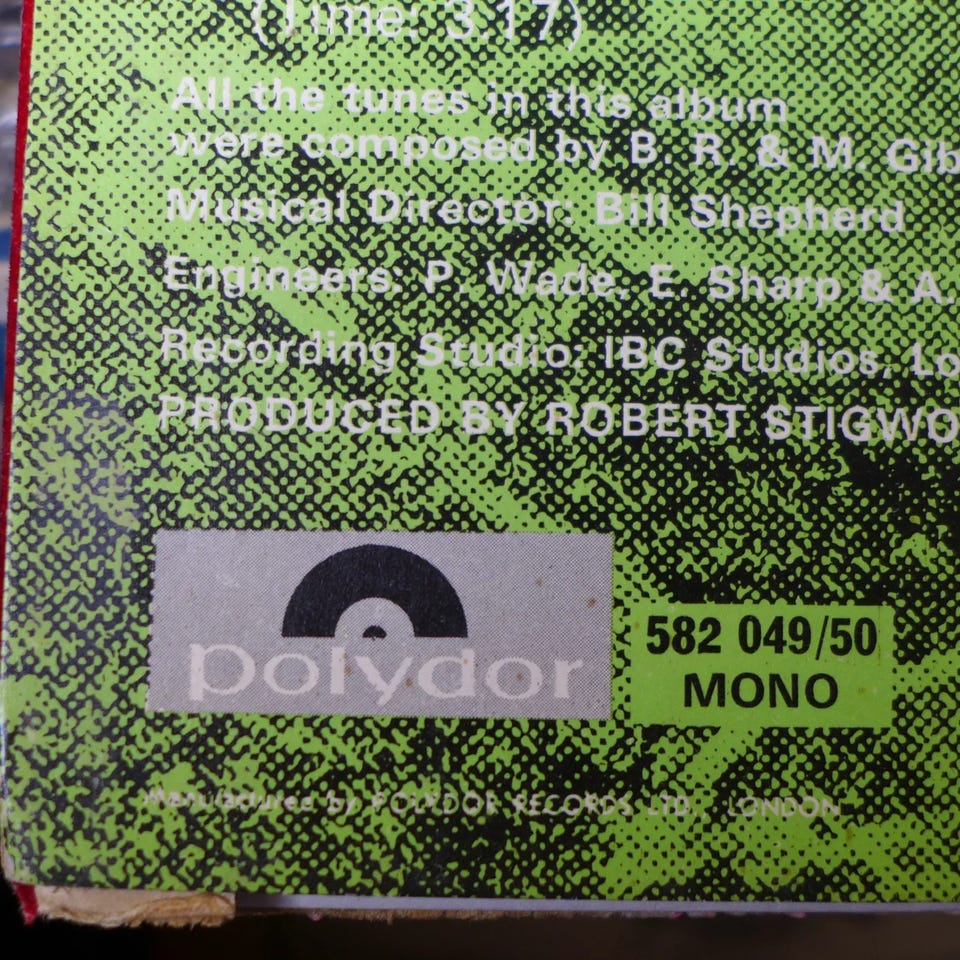 (Time: 3.17)
All the tunes in this album
were composed by B. R. & M. Gib
Musical Director: Bill Shepherd
Engineers: P. Wade, E. Sharp & A.
Recording Studio: IBC Studios, Lo
PRODUCED BY ROBERT STIGWO
polydor
582 049/50
MONO
Manufactured by POLYDOR RECORDS LTD., LONDON